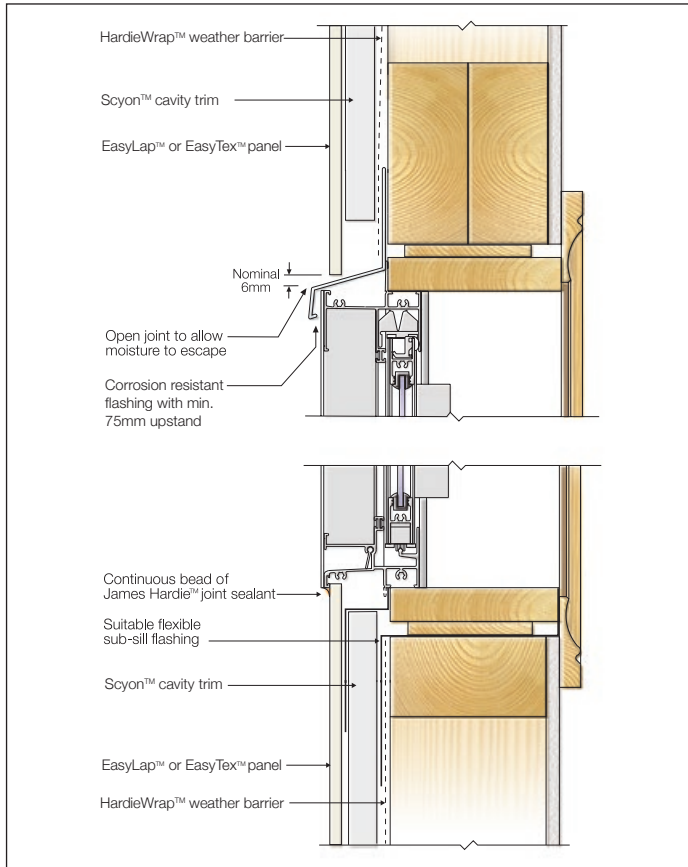 HardieWrap™ weather barrier
Scyon™ cavity trim
EasyLap™ or EasyTex™ panel
Nominal
6mm
Open joint to allow
moisture to escape
Corrosion resistant
flashing with min.
75mm upstand
Continuous bead of
James Hardie™ joint sealant
Suitable flexible
sub-sill flashing
Scyon™ cavity trim
EasyLap™ or EasyTex™ panel
HardieWrap™ weather barrier